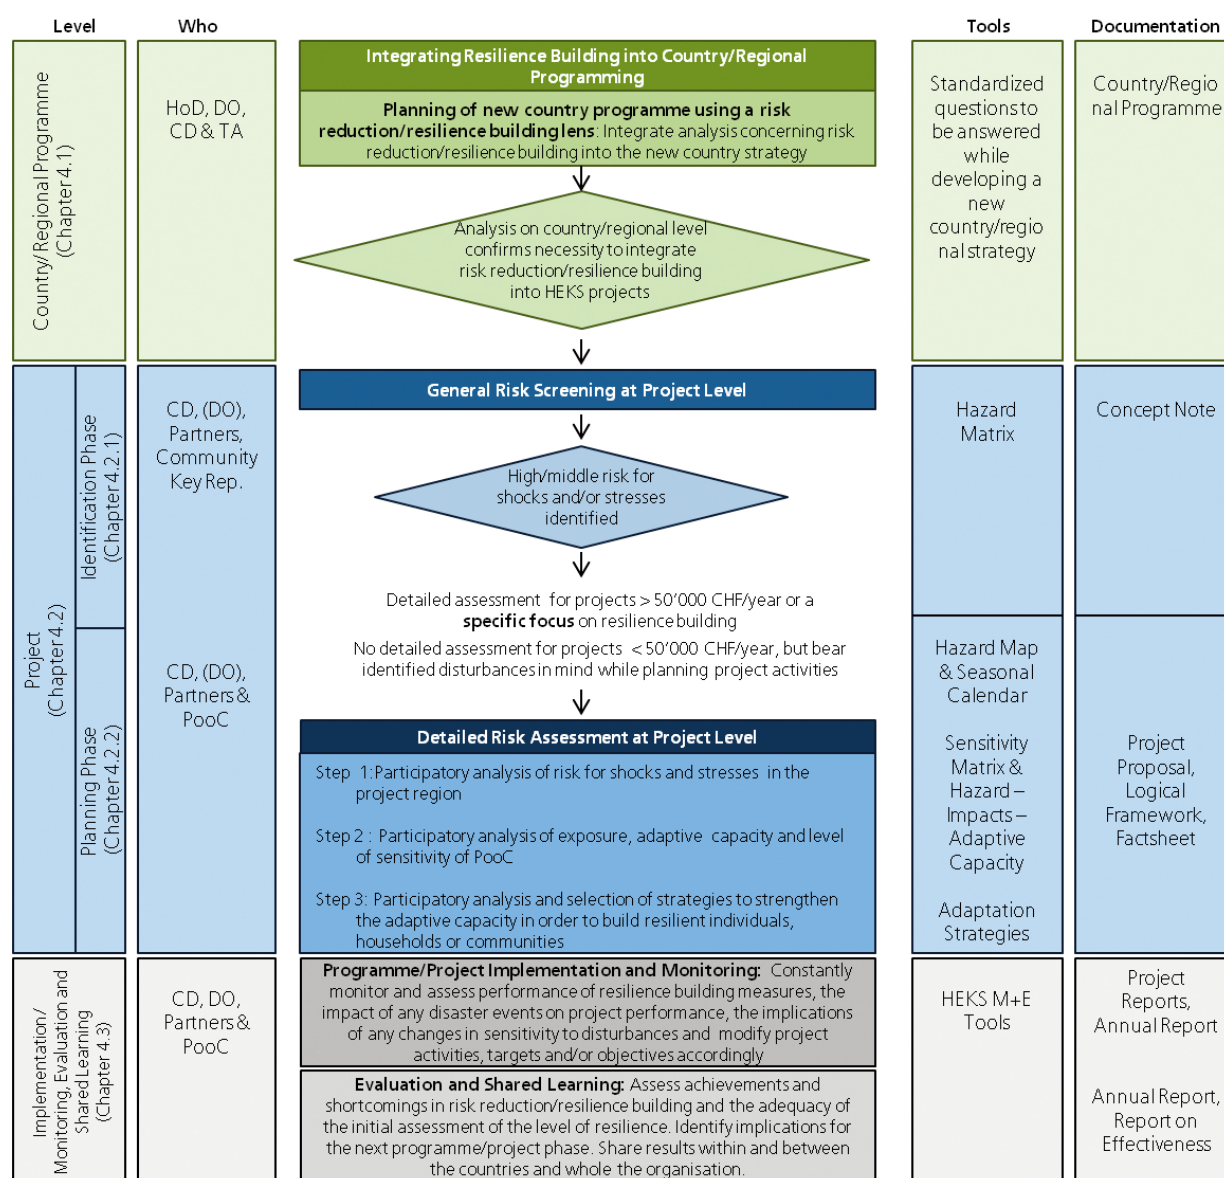 Level
Who
Tools
Documentation
Country/Regional Programme
(Chapter 4.1)
HoD, DO,
CD & TA
Integrating Resilience Building into Country/Regional
Programming
Planning of new country programme using a risk
reduction/resilience building lens: Integrate analysis concerning risk
reduction/resilience building into the new country strategy
Analysis on country/regional level
confirms necessity to integrate
risk reduction/resilience building
into HEKS projects
Standardized
questions to
be answered
while
developing a
new
country/regio
nal strategy
Country/Regio
nal Programme
Project
(Chapter 4.2)
Identification Phase
(Chapter 4.2.1)
CD, (DO),
Partners,
Community
Key Rep.
General Risk Screening at Project Level
High/middle risk for
shocks and/or stresses
identified
Hazard
Matrix
Concept Note
Detailed assessment for projects > 50’000 CHF/year or a
specific focus on resilience building
No detailed assessment for projects < 50’000 CHF/year, but bear
identified disturbances in mind while planning project activities
Planning Phase
(Chapter 4.2.2)
CD, (DO),
Partners &
PooC
Detailed Risk Assessment at Project Level
Step 1: Participatory analysis of risk for shocks and stresses in the
project region
Step 2 : Participatory analysis of exposure, adaptive capacity and level
of sensitivity of PooC
Step 3: Participatory analysis and selection of strategies to strengthen
the adaptive capacity in order to build resilient individuals,
households or communities
Hazard Map
& Seasonal
Calendar
Sensitivity
Matrix &
Hazard –
Impacts –
Adaptive
Capacity
Adaptation
Strategies
Project
Proposal,
Logical
Framework,
Factsheet
Implementation/
Monitoring, Evaluation and
Shared Learning
(Chapter 4.3)
CD, DO,
Partners &
PooC
Programme/Project Implementation and Monitoring: Constantly
monitor and assess performance of resilience building measures, the
impact of any disaster events on project performance, the implications
of any changes in sensitivity to disturbances and modify project
activities, targets and/or objectives accordingly
Evaluation and Shared Learning: Assess achievements and
shortcomings in risk reduction/resilience building and the adequacy of
the initial assessment of the level of resilience. Identify implications for
the next programme/project phase. Share results within and between
the countries and whole the organisation.
HEKS M+E
Tools
Project
Reports,
Annual Report
Annual Report,
Report on
Effectiveness